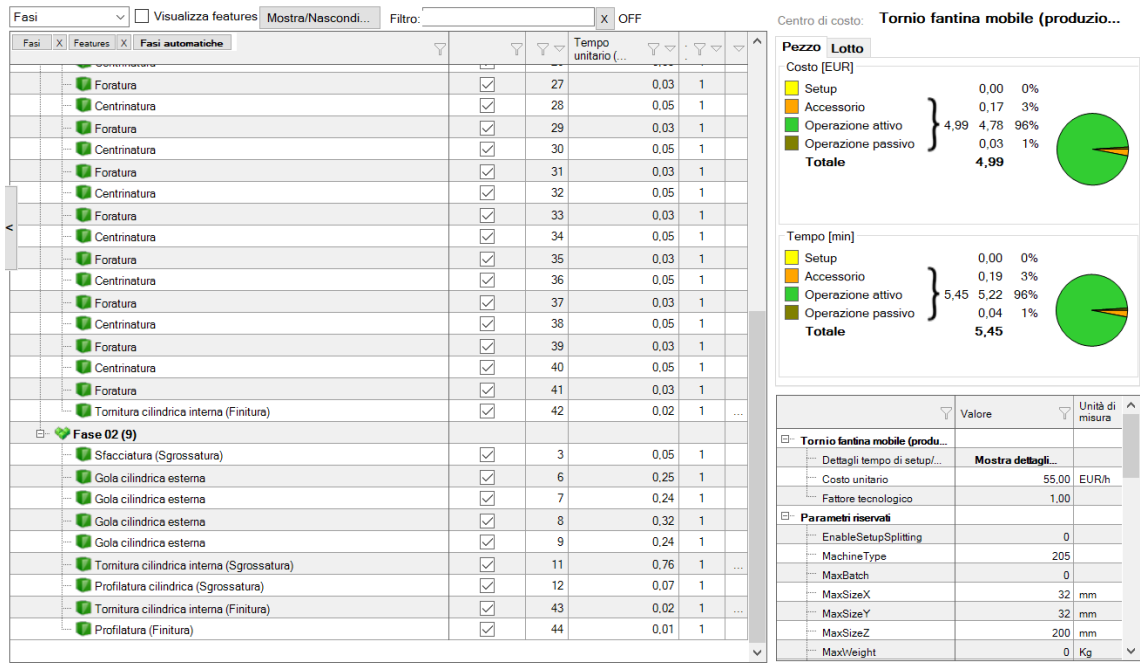 Fasi Visualizza features Mostra/Nascondi... Filtro: X OFF
Fasi X Features X Fasi automatiche
Tempo unitario (...
Foratura 27 0,03 1
Centrinatura 28 0,05 1
Foratura 29 0,03 1
Centrinatura 30 0,05 1
Foratura 31 0,03 1
Centrinatura 32 0,05 1
Foratura 33 0,03 1
Centrinatura 34 0,05 1
Foratura 35 0,03 1
Centrinatura 36 0,05 1
Foratura 37 0,03 1
Centrinatura 38 0,05 1
Foratura 39 0,03 1
Centrinatura 40 0,05 1
Foratura 41 0,03 1
Tornitura cilindrica interna (Finitura) 42 0,02 1 ...
Fase 02 (9)
Sfacciatura (Sgrossatura) 3 0,05 1
Gola cilindrica esterna 6 0,25 1
Gola cilindrica esterna 7 0,24 1
Gola cilindrica esterna 8 0,32 1
Gola cilindrica esterna 9 0,24 1
Tornitura cilindrica interna (Sgrossatura) 11 0,76 1 ...
Profilatura cilindrica (Sgrossatura) 12 0,07 1
Tornitura cilindrica interna (Finitura) 43 0,02 1 ...
Profilatura (Finitura) 44 0,01 1
<
Centro di costo: Tornio fantina mobile (produzio...
Pezzo Lotto
Costo [EUR]
Setup 0,00 0%
Accessorio 0,17 3%
Operazione attivo 4,99 4,78 96%
Operazione passivo 0,03 1%
Totale 4,99
Tempo [min]
Setup 0,00 0%
Accessorio 0,19 3%
Operazione attivo 5,45 5,22 96%
Operazione passivo 0,04 1%
Totale 5,45
Valore Unità di misura
Tornio fantina mobile (produ...
Dettagli tempo di setup/... Mostra dettagli...
Costo unitario 55,00 EUR/h
Fattore tecnologico 1,00
Parametri riservati
EnableSetupSplitting 0
MachineType 205
MaxBatch 0
MaxSizeX 32 mm
MaxSizeY 32 mm
MaxSizeZ 200 mm
MaxWeight 0 Kg